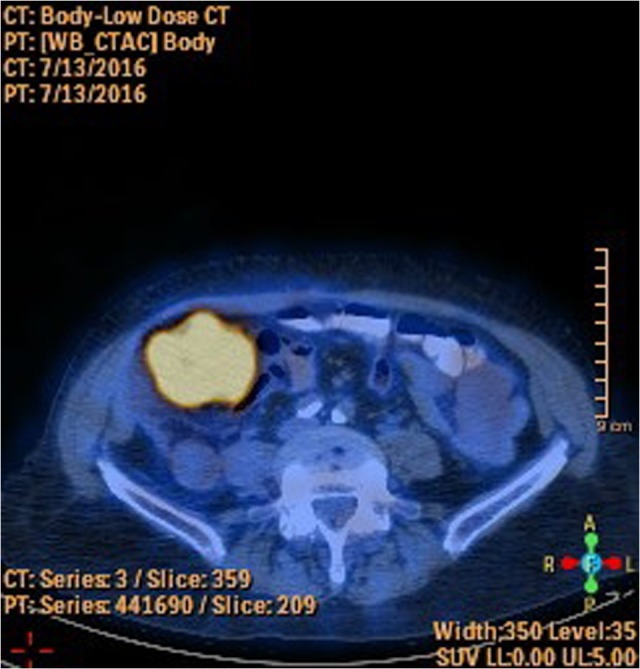 CT: Body-Low Dose CT
PT: [WB_CTAC] Body
CT: 7/13/2016
PT: 7/13/2016
9 cm
A
R L
P
CT: Series: 3 / Slice: 359
PT: Series: 441690 / Slice: 209
Width:350 Level:35
SUV LL:0.00 UL:5.00